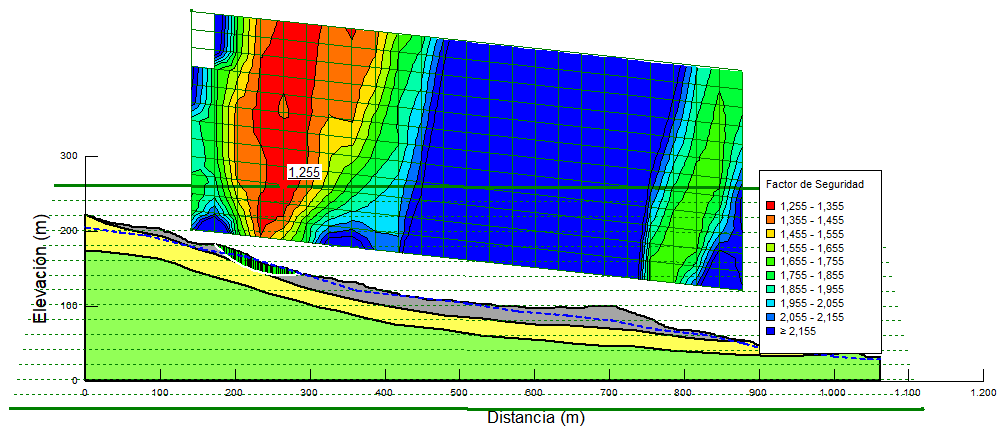 1,255
300
200
100
0
Elevacion (m)
Factor de Seguridad
1,255 - 1,355
1,355 - 1,455
1,455 - 1,555
1,555 - 1,655
1,655 - 1,755
1,755 - 1,855
1,855 - 1,955
1,955 - 2,055
2,055 - 2,155
≥ 2,155
0 100 200 300 400 500 600 700 800 900 1.000 1.100 1.200
Distancia (m)